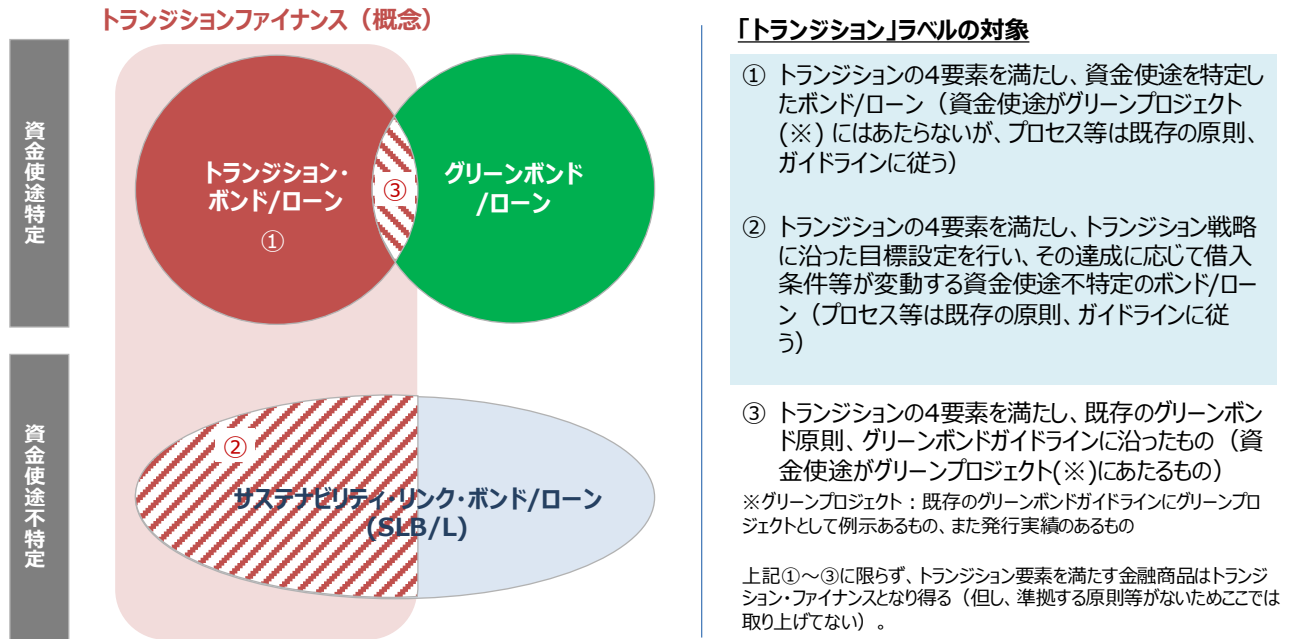 トランジションファイナンス（概念）
資金使途特定
トランジション・
ボンド/ローン
①
③
グリーンボンド
/ローン
資金使途不特定
②
サステナビリティ・リンク・ボンド/ローン
(SLB/L)
「トランジション」ラベルの対象
① トランジションの4要素を満たし、資金使途を特定し
たボンド/ローン（資金使途がグリーンプロジェクト
(※) にはあたらないが、プロセス等は既存の原則、
ガイドラインに従う）
② トランジションの4要素を満たし、トランジション戦略
に沿った目標設定を行い、その達成に応じて借入
条件等が変動する資金使途不特定のボンド/ロー
ン（プロセス等は既存の原則、ガイドラインに従
う）
③ トランジションの4要素を満たし、既存のグリーンボン
ド原則、グリーンボンドガイドラインに沿ったもの（資
金使途がグリーンプロジェクト(※)にあたるもの）
※グリーンプロジェクト：既存のグリーンボンドガイドラインにグリーンプロ
ジェクトとして例示あるもの、また発行実績のあるもの
上記①～③に限らず、トランジション要素を満たす金融商品はトランジ
ション・ファイナンスとなり得る（但し、準拠する原則等がないためここでは
取り上げてない）。